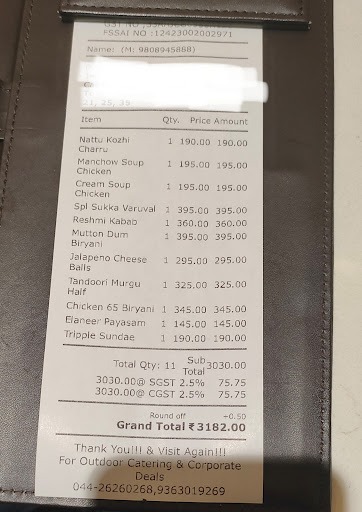 FSSAI NO :12423002002971
Name: (M: 9808945888)
21, 25, 35
Item Qty. Price Amount
Nattu Kozhi 1 190.00 190.00
Charru
Manchow Soup 1 195.00 195.00
Chicken
Cream Soup 1 195.00 195.00
Chicken
Spl Sukka Varuval 1 395.00 395.00
Reshmi Kabab 1 360.00 360.00
Mutton Dum 1 395.00 395.00
Biryani
Jalapeno Cheese 1 295.00 295.00
Balls
Tandoori Murgu 1 325.00 325.00
Half
Chicken 65 Biryani 1 345.00 345.00
Elaneer Payasam 1 145.00 145.00
Tripple Sundae 1 190.00 190.00
Total Qty: 11 Sub Total 3030.00
3030.00@ SGST 2.5% 75.75
3030.00@ CGST 2.5% 75.75
Round off +0.50
Grand Total ₹3182.00
Thank You!!! & Visit Again!!!
For Outdoor Catering & Corporate
Deals
044-26260268,9363019269